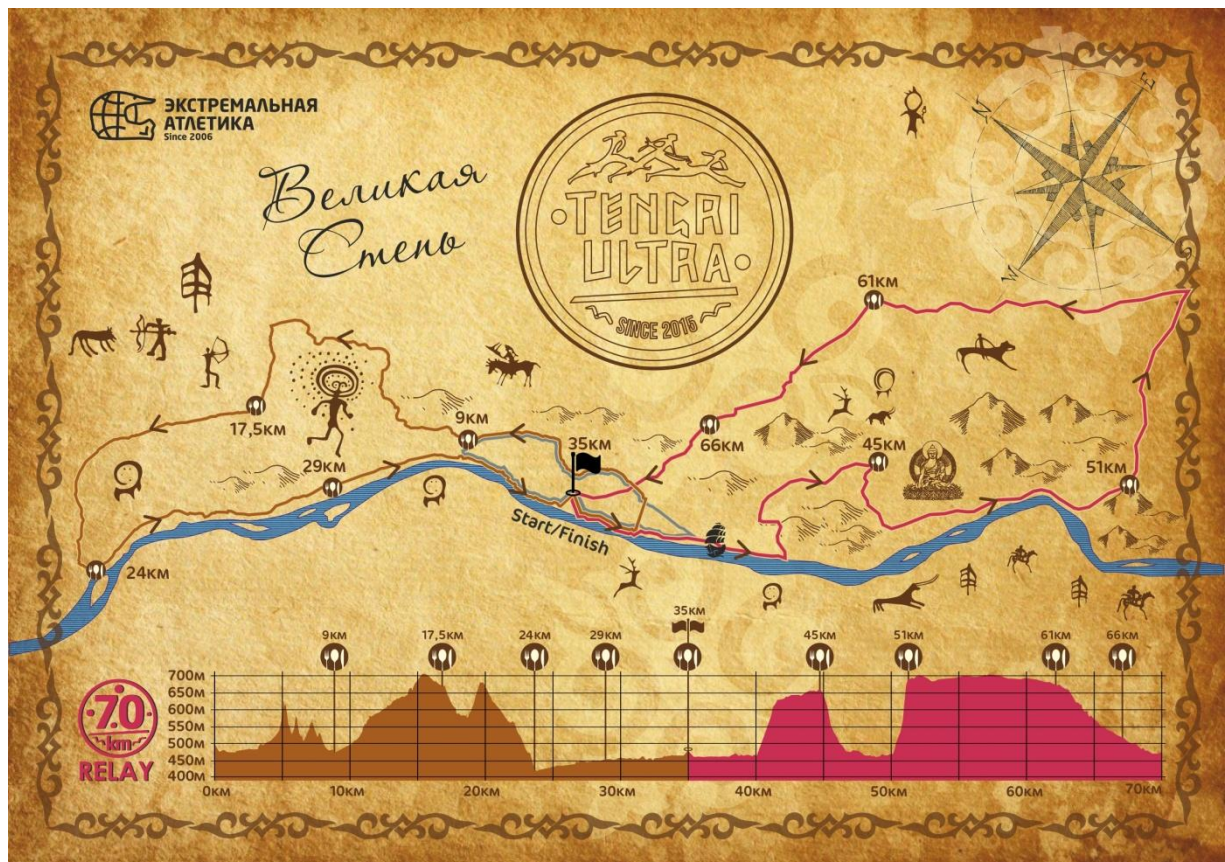 ЭКСТРЕМАЛЬНАЯ
АТЛЕТИКА
Since 2006
Великая
Степь
TENGRI
ULTRA
SINCE 2015
N
E
W
S
61км
17,5км
9км
35км
66км
45км
29км
51км
Start/Finish
24км
35км
9км
17,5км
24км
29км
45км
51км
61км
66км
700м
650м
600м
550м
500м
450м
400м
70
km
RELAY
0км
10км
20км
30км
40км
50км
60км
70км